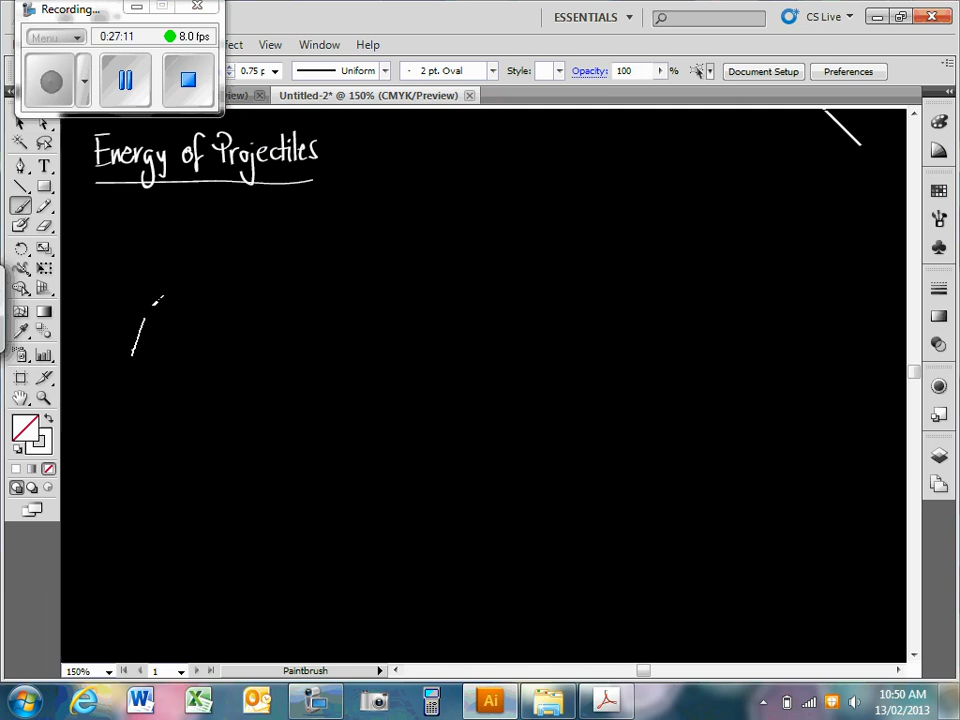 Recording...
ESSENTIALS
CS Live
Menu
0:27:11
8.0 fps
View
Window
Help
0.75 p
Uniform
2 pt. Oval
Style:
Opacity:
100
%
Document Setup
Preferences
Untitled-2* @ 150% (CMYK/Preview)
Energy of Projectiles
150%
1
Paintbrush
Ai
10:50 AM
13/02/2013